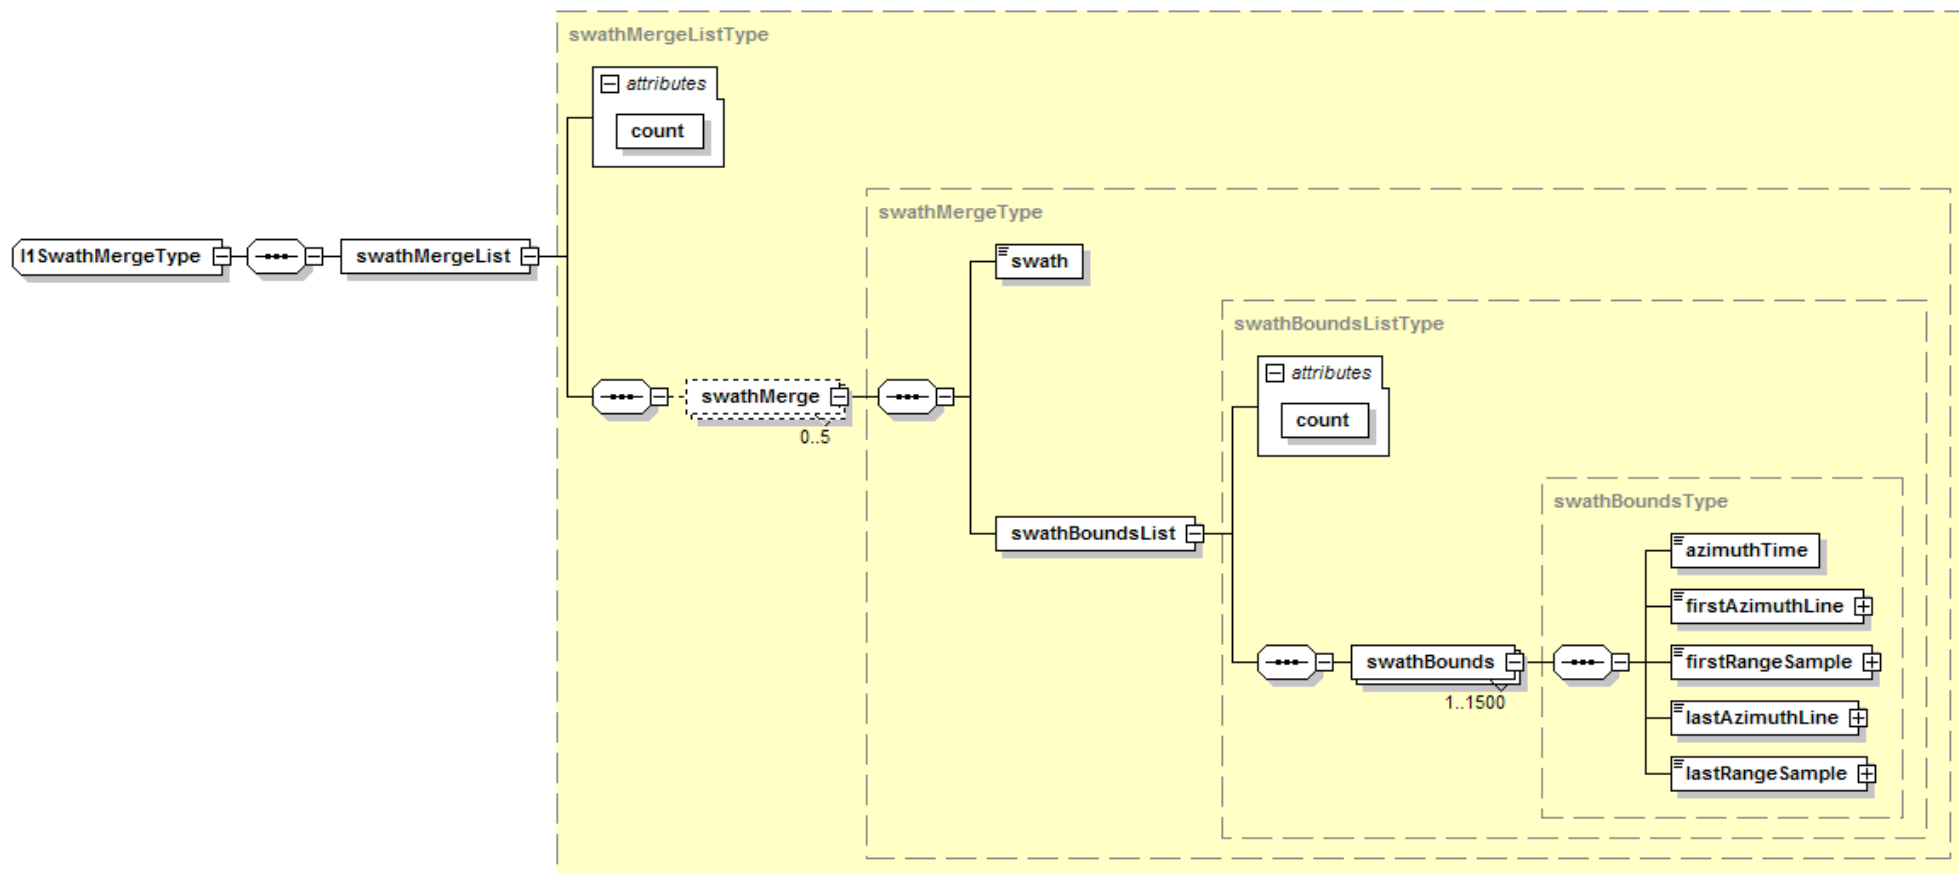 swathMergeListType
attributes
count
swathMergeType
l1SwathMergeType
swathMergeList
swath
swathBoundsListType
attributes
swathMerge
count
0..5
swathBoundsType
swathBoundsList
azimuthTime
firstAzimuthLine
swathBounds
firstRangeSample
1..1500
lastAzimuthLine
lastRangeSample